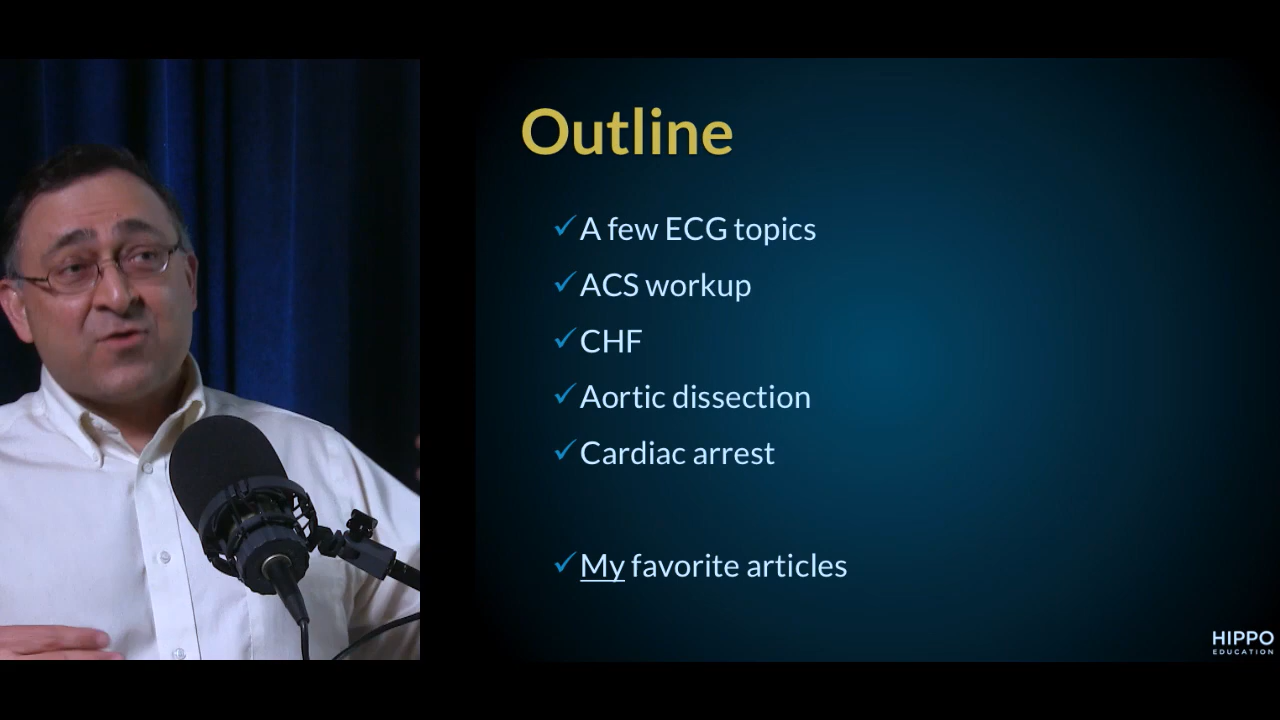 Outline
✓ A few ECG topics
✓ ACS workup
✓ CHF
✓ Aortic dissection
✓ Cardiac arrest
✓ My favorite articles
HIPPO
EDUCATION